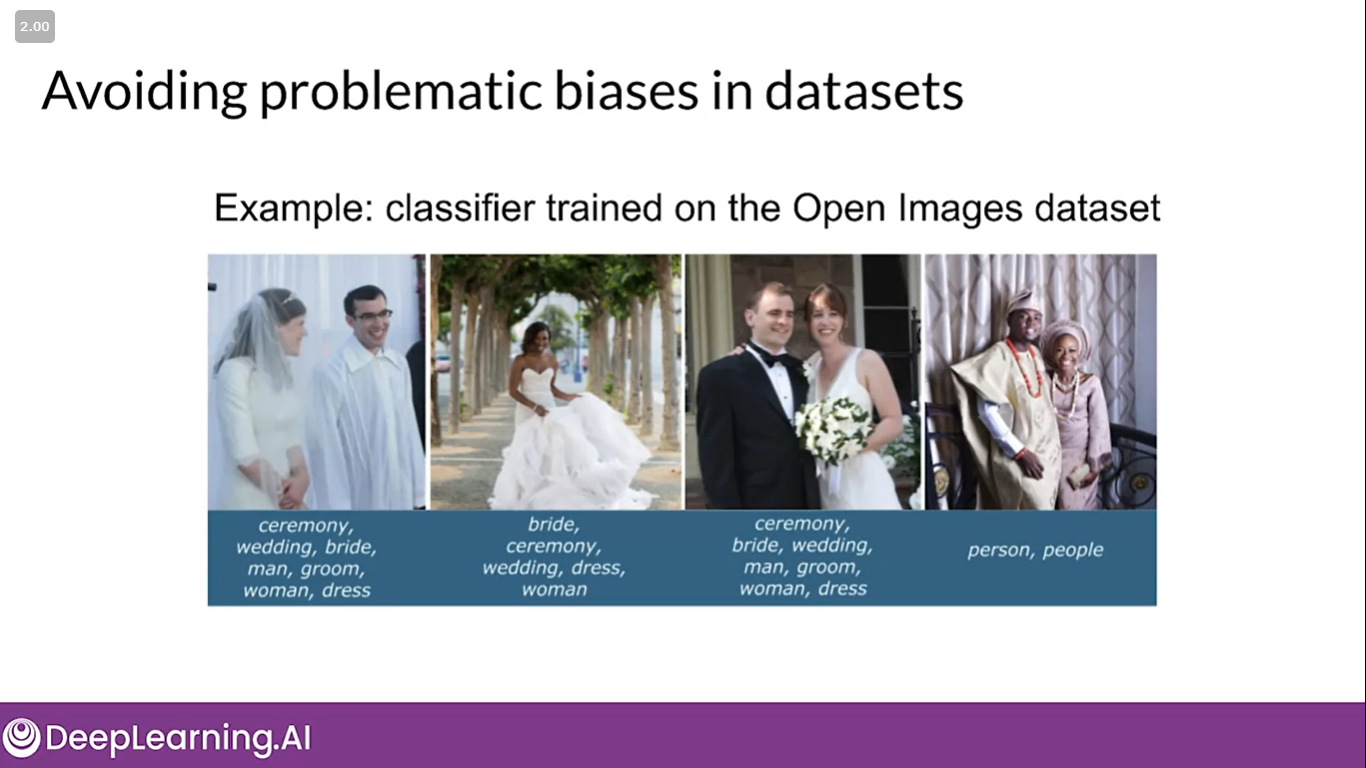 2.00
Avoiding problematic biases in datasets
Example: classifier trained on the Open Images dataset
ceremony,
wedding, bride,
man, groom,
woman, dress
bride,
ceremony,
wedding, dress,
woman
ceremony,
bride, wedding,
man, groom,
woman, dress
person, people
DeepLearning.AI